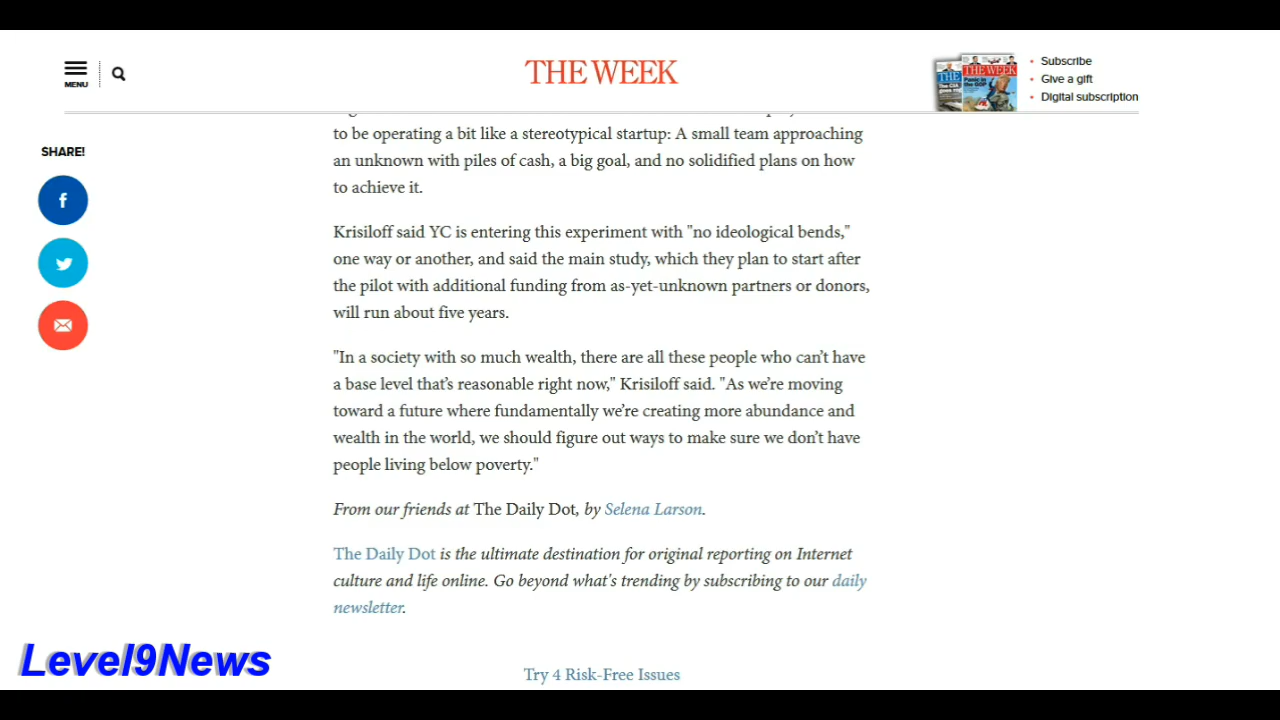 MENU
THE WEEK
THE WEEK
Subscribe
Give a gift
Digital subscription
SHARE!
to be operating a bit like a stereotypical startup: A small team approaching
an unknown with piles of cash, a big goal, and no solidified plans on how
to achieve it.
Krisiloff said YC is entering this experiment with "no ideological bends,"
one way or another, and said the main study, which they plan to start after
the pilot with additional funding from as-yet-unknown partners or donors,
will run about five years.
"In a society with so much wealth, there are all these people who can't have
a base level that's reasonable right now," Krisiloff said. "As we're moving
toward a future where fundamentally we're creating more abundance and
wealth in the world, we should figure out ways to make sure we don't have
people living below poverty."
From our friends at The Daily Dot, by Selena Larson.
The Daily Dot is the ultimate destination for original reporting on Internet
culture and life online. Go beyond what's trending by subscribing to our daily
newsletter.
Level9News
Try 4 Risk-Free Issues